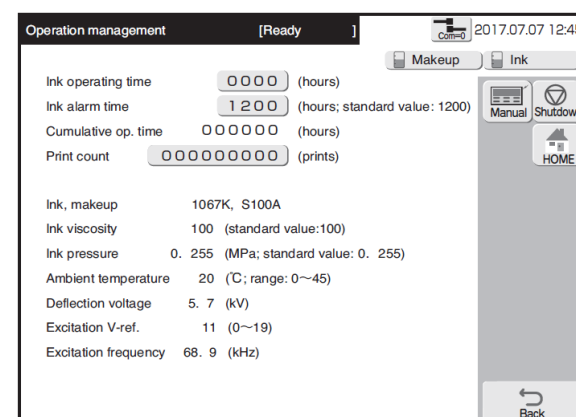 Operation management [Ready ] Com=0 2017.07.07 12:45
Makeup Ink
Ink operating time 0000 (hours)
Ink alarm time 1200 (hours; standard value: 1200)
Manual Shutdow
Cumulative op. time 000000 (hours)
Print count 000000000 (prints)
HOME
Ink, makeup 1067K, S100A
Ink viscosity 100 (standard value:100)
Ink pressure 0. 255 (MPa; standard value: 0. 255)
Ambient temperature 20 (℃; range: 0～45)
Deflection voltage 5. 7 (kV)
Excitation V-ref. 11 (0～19)
Excitation frequency 68. 9 (kHz)
Back